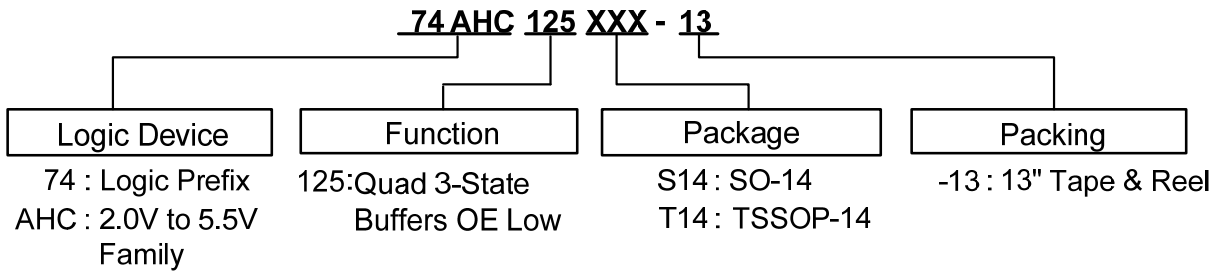 74 AHC 125 XXX - 13
Logic Device
Function
Package
Packing
74 : Logic Prefix
AHC : 2.0V to 5.5V
Family
125:Quad 3-State
Buffers OE Low
S14 : SO-14
T14 : TSSOP-14
-13 : 13" Tape & Reel